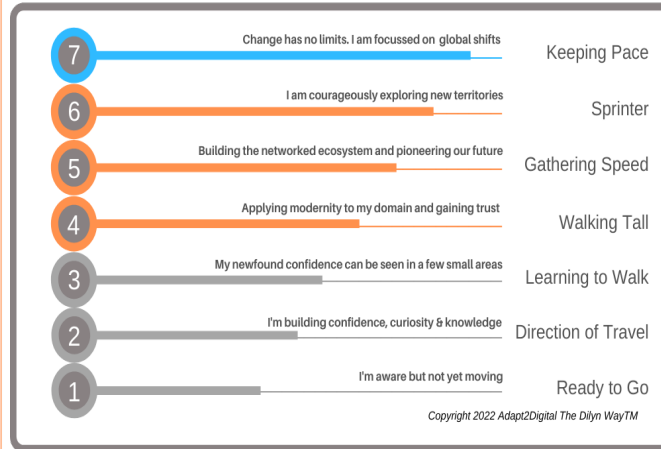 Change has no limits. I am focussed on global shifts
7
Keeping Pace
I am courageously exploring new territories
6
Sprinter
Building the networked ecosystem and pioneering our future
5
Gathering Speed
Applying modernity to my domain and gaining trust
4
Walking Tall
My newfound confidence can be seen in a few small areas
3
Learning to Walk
I'm building confidence, curiosity & knowledge
2
Direction of Travel
I'm aware but not yet moving
1
Ready to Go
Copyright 2022 Adapt2Digital The Dilyn WayTM